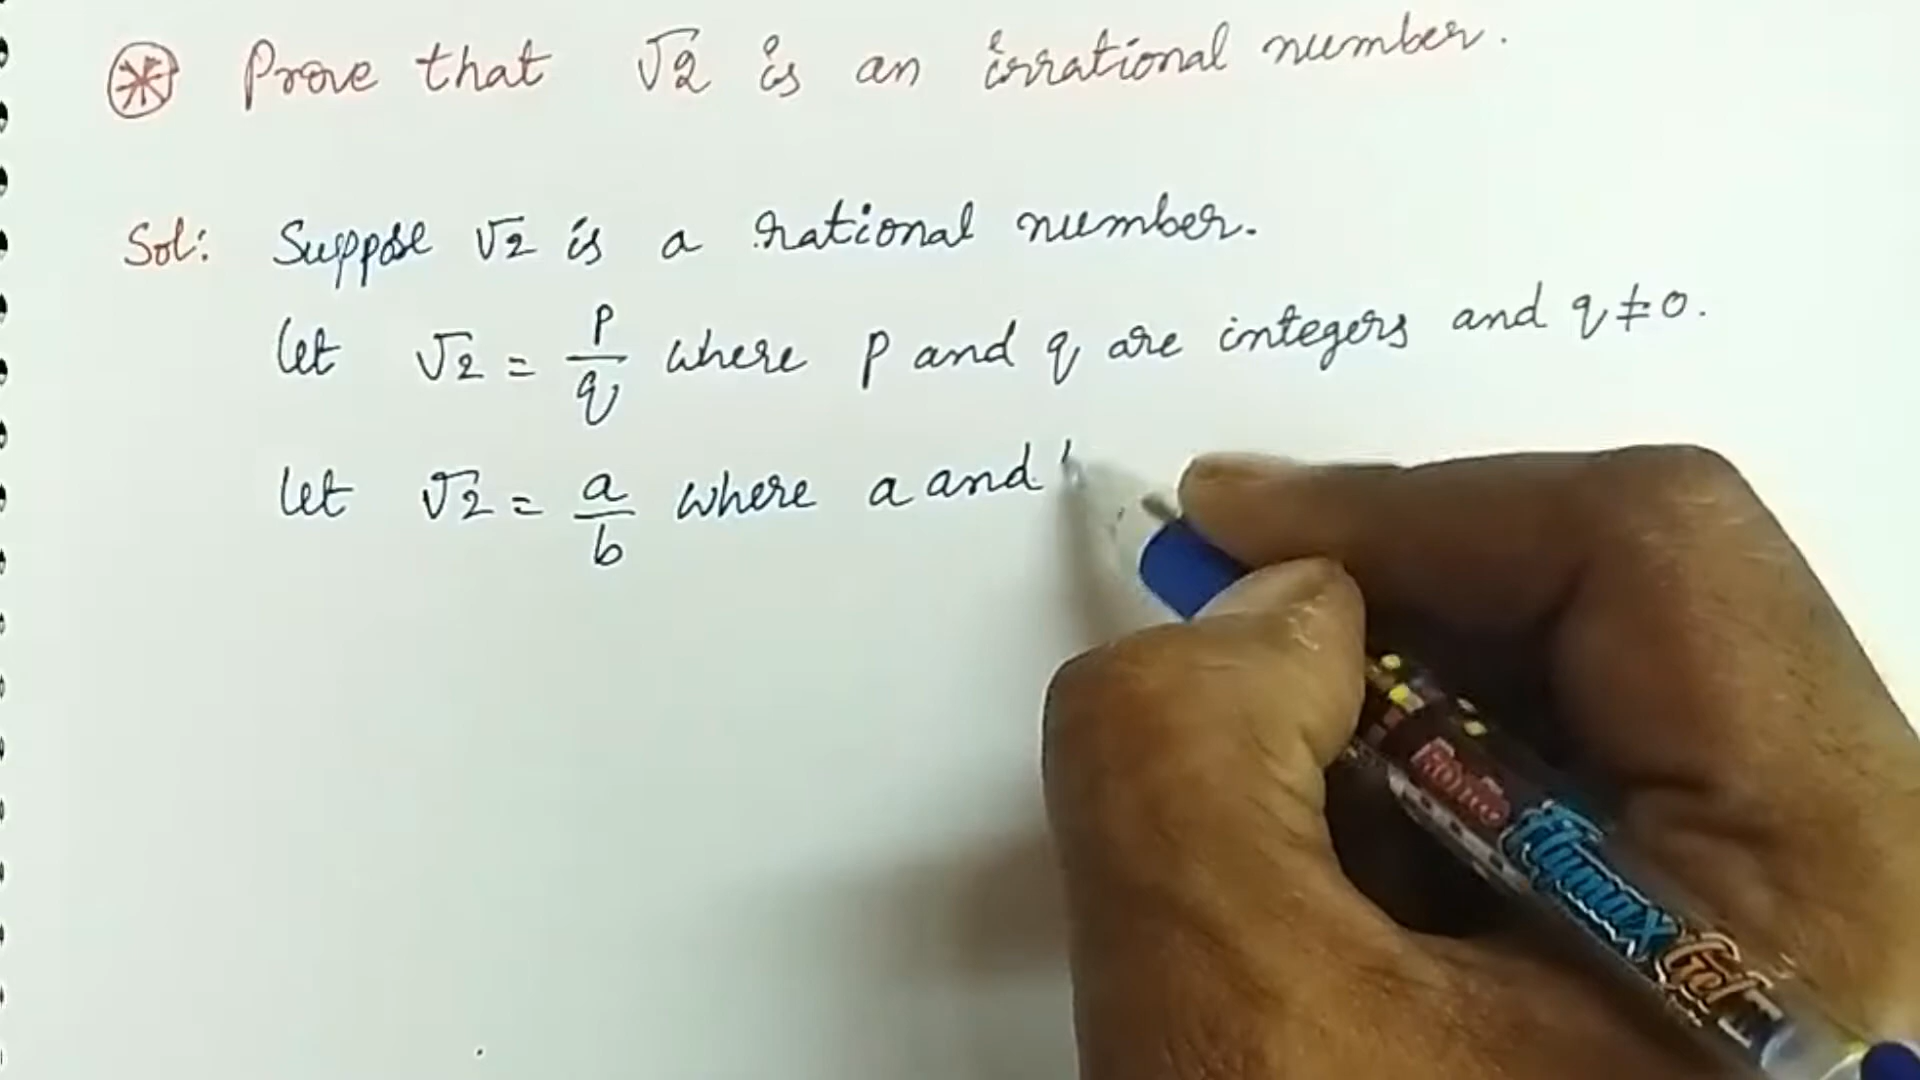 Prove that √2 is an irrational number.
Sol: Suppose √2 is a rational number.
Let √2 = p/q where p and q are integers and q ≠ 0.
Let √2 = a/b where a and